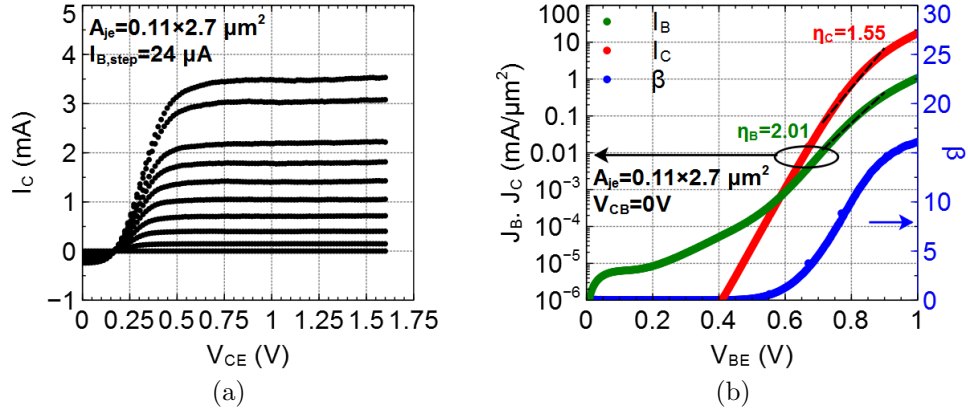 A_je=0.11×2.7 µm²
I_B,step=24 µA
I_C (mA)
5
4
3
2
1
0
−1
0 0.25 0.5 0.75 1 1.25 1.5 1.75
V_CE (V)
(a)
I_B
I_C
β
η_C=1.55
η_B=2.01
A_je=0.11×2.7 µm²
V_CB=0V
J_B. J_C (mA/µm²)
100
10
1
0.1
0.01
10⁻³
10⁻⁴
10⁻⁵
10⁻⁶
0 0.2 0.4 0.6 0.8 1
V_BE (V)
30
25
20
15
10
5
0
β
(b)